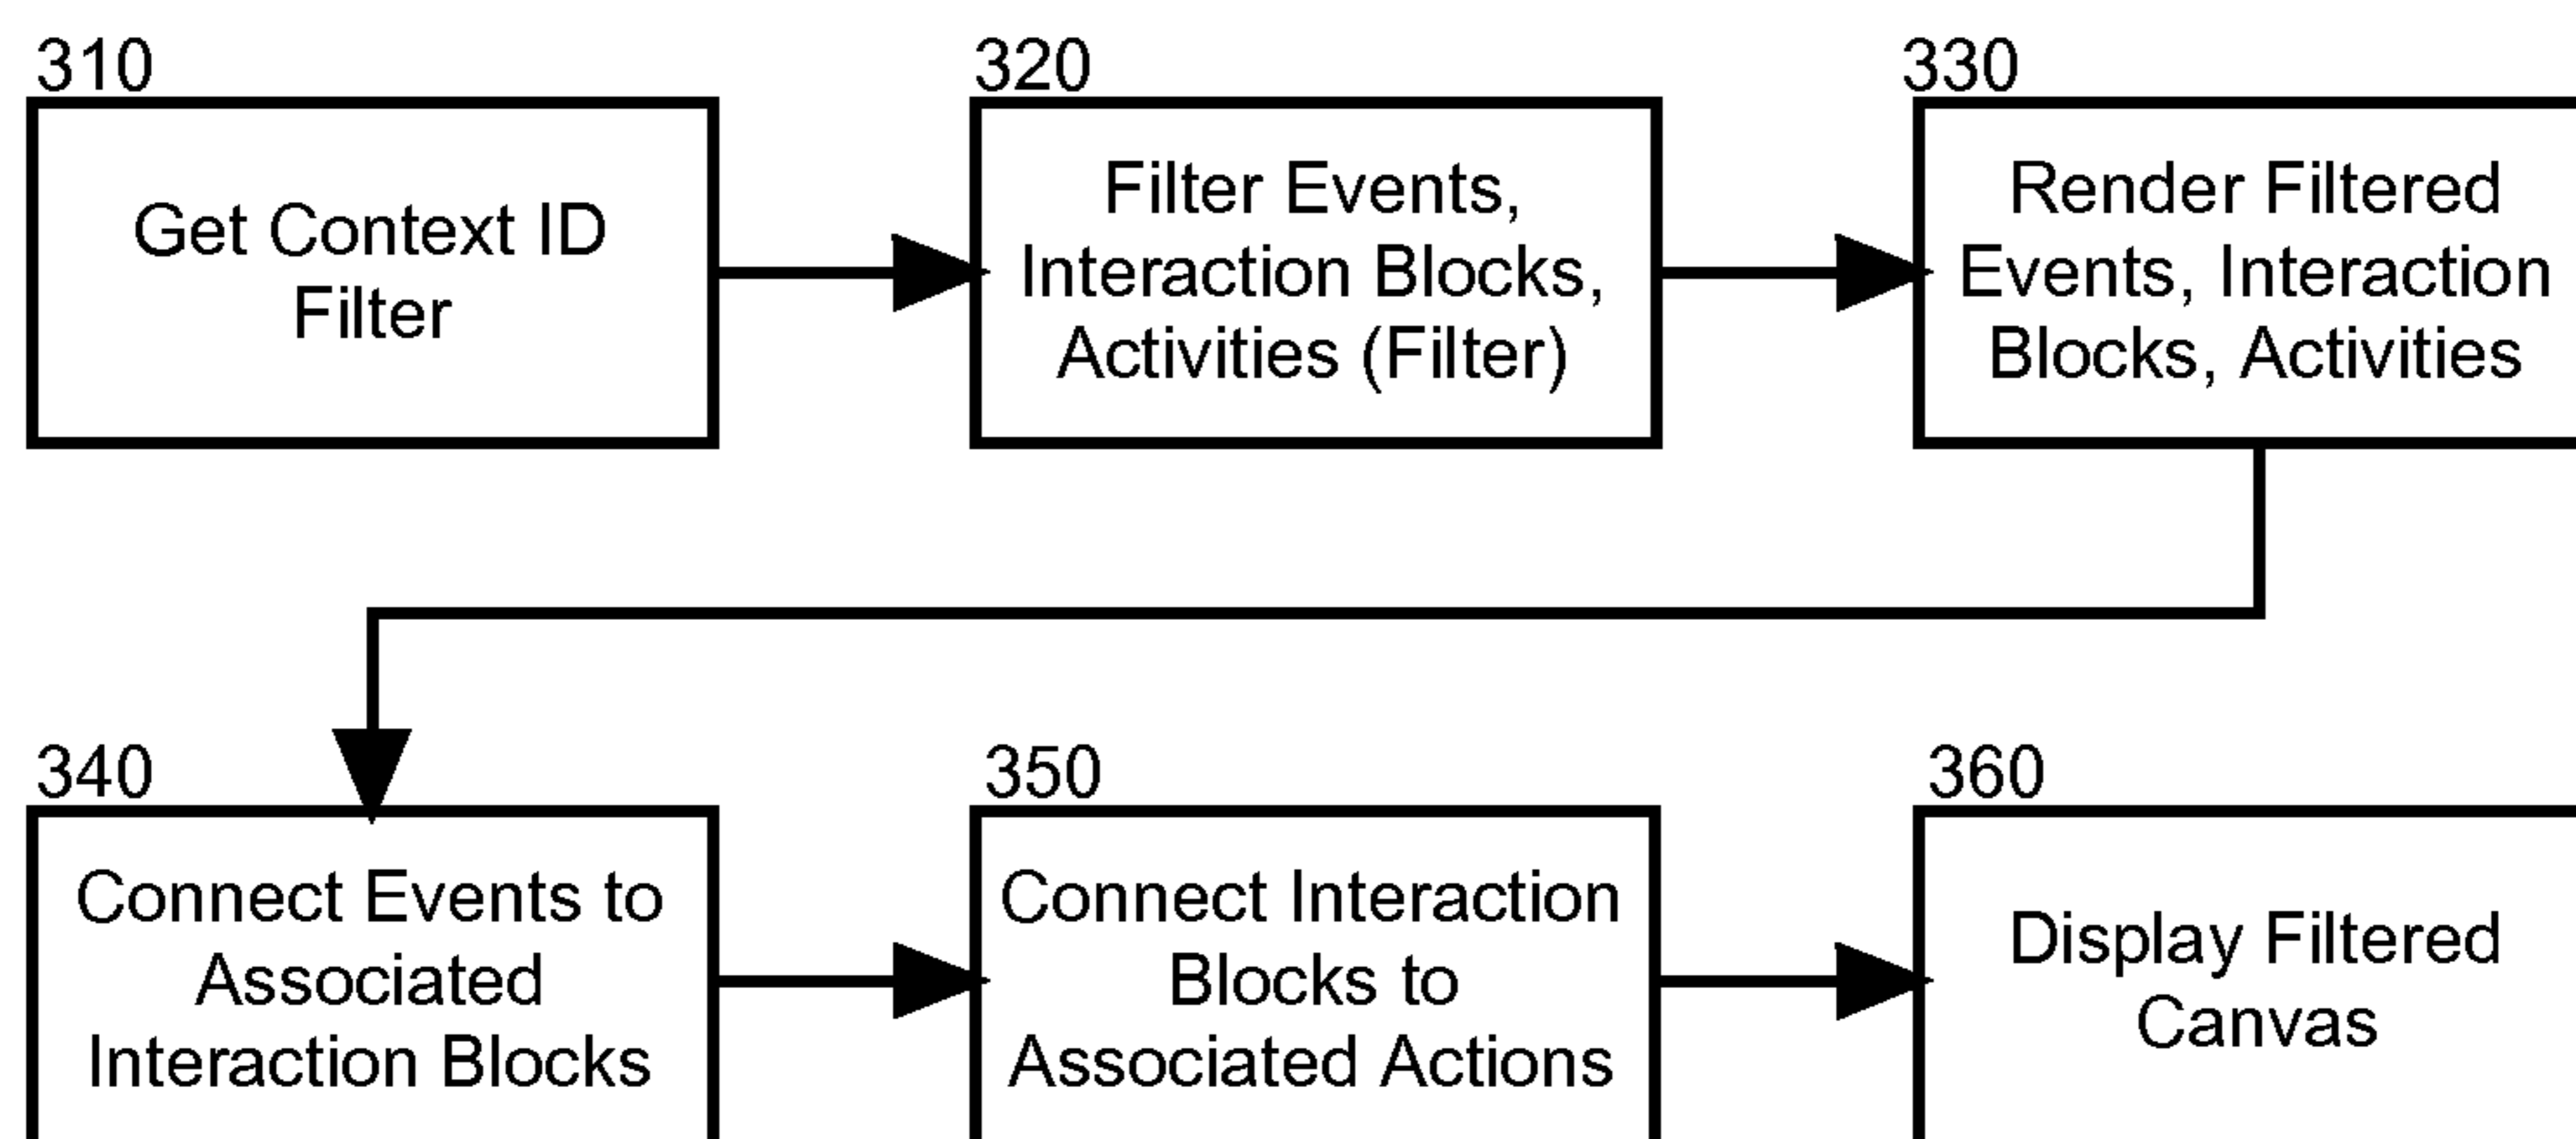 310
Get Context ID
Filter
320
Filter Events,
Interaction Blocks,
Activities (Filter)
330
Render Filtered
Events, Interaction
Blocks, Activities
340
Connect Events to
Associated
Interaction Blocks
350
Connect Interaction
Blocks to
Associated Actions
360
Display Filtered
Canvas